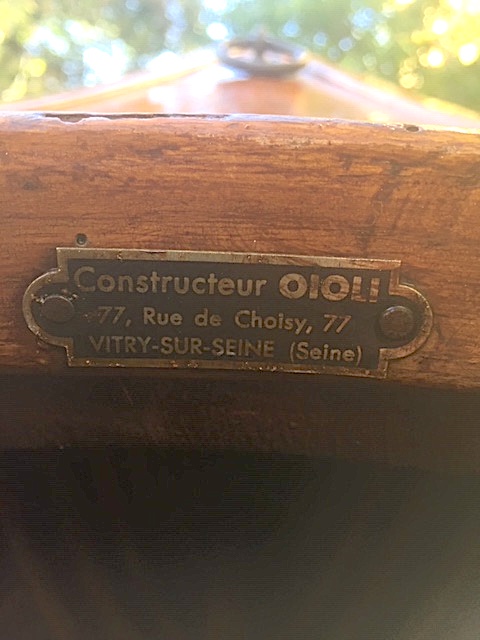 Constructeur OIOLI
77, Rue de Choisy, 77
VITRY-SUR-SEINE (Seine)